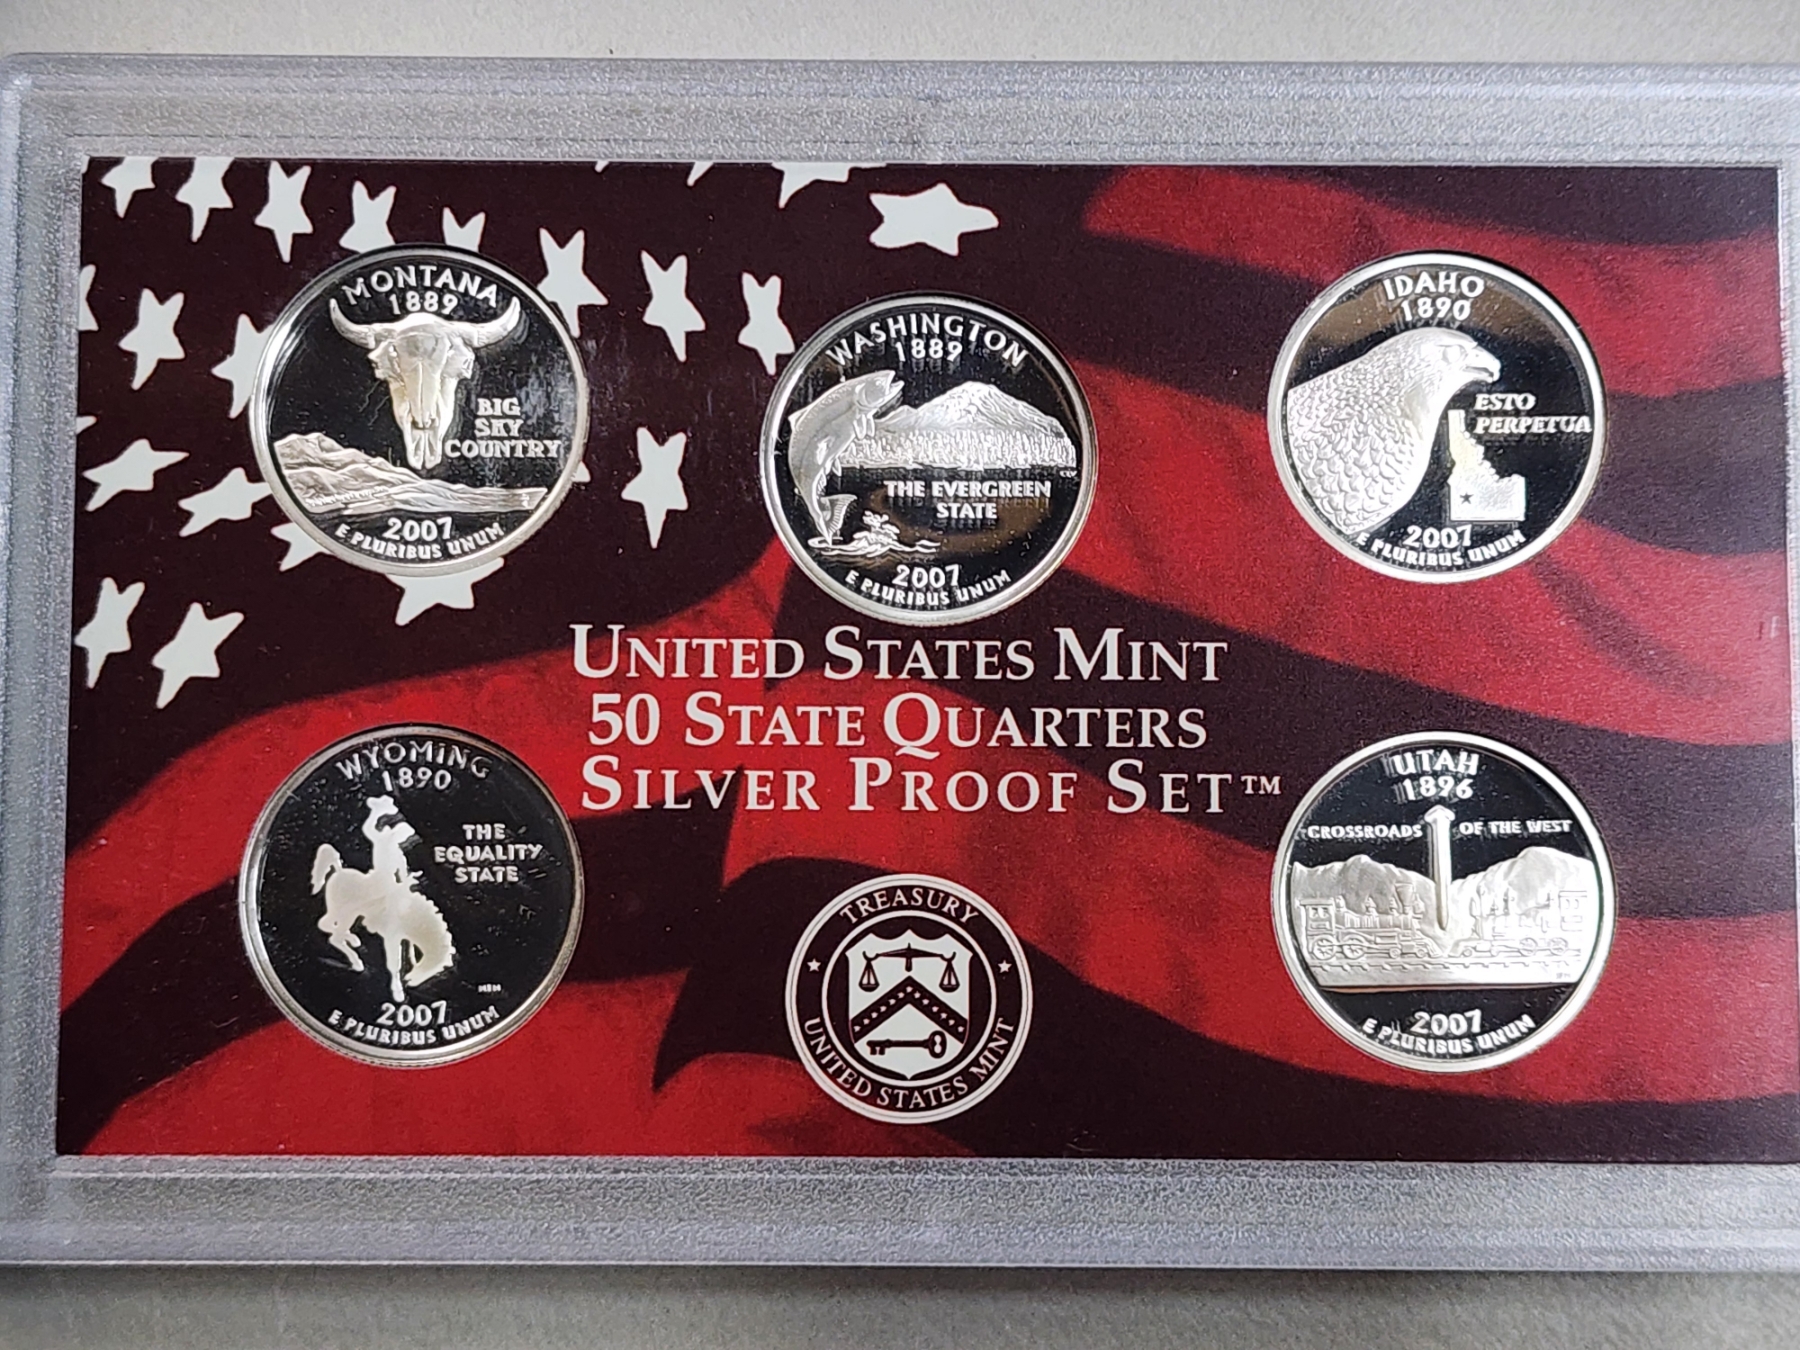 MONTANA
1889
BIG
SKY
COUNTRY
2007
E PLURIBUS UNUM
WASHINGTON
1889
THE EVERGREEN
STATE
2007
E PLURIBUS UNUM
IDAHO
1890
ESTO
PERPETUA
2007
E PLURIBUS UNUM
UNITED STATES MINT
50 STATE QUARTERS
SILVER PROOF SET™
WYOMING
1890
THE
EQUALITY
STATE
2007
E PLURIBUS UNUM
TREASURY
UNITED STATES MINT
UTAH
1896
CROSSROADS OF THE WEST
2007
E PLURIBUS UNUM